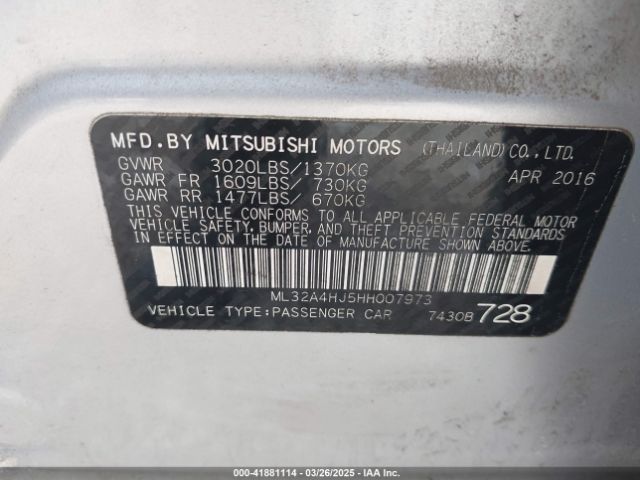 MFD.BY MITSUBISHI MOTORS (THAILAND)CO.,LTD.
GVWR 3020LBS/1370KG APR 2016
GAWR FR 1609LBS/ 730KG
GAWR RR 1477LBS/ 670KG
THIS VEHICLE CONFORMS TO ALL APPLICABLE FEDERAL MOTOR
VEHICLE SAFETY,BUMPER,AND THEFT PREVENTION STANDARDS
IN EFFECT ON THE DATE OF MANUFACTURE SHOWN ABOVE.
ML32A4HJ5HH007973
VEHICLE TYPE:PASSENGER CAR 7430B 728
000-41881114 - 03/26/2025 - IAA Inc.